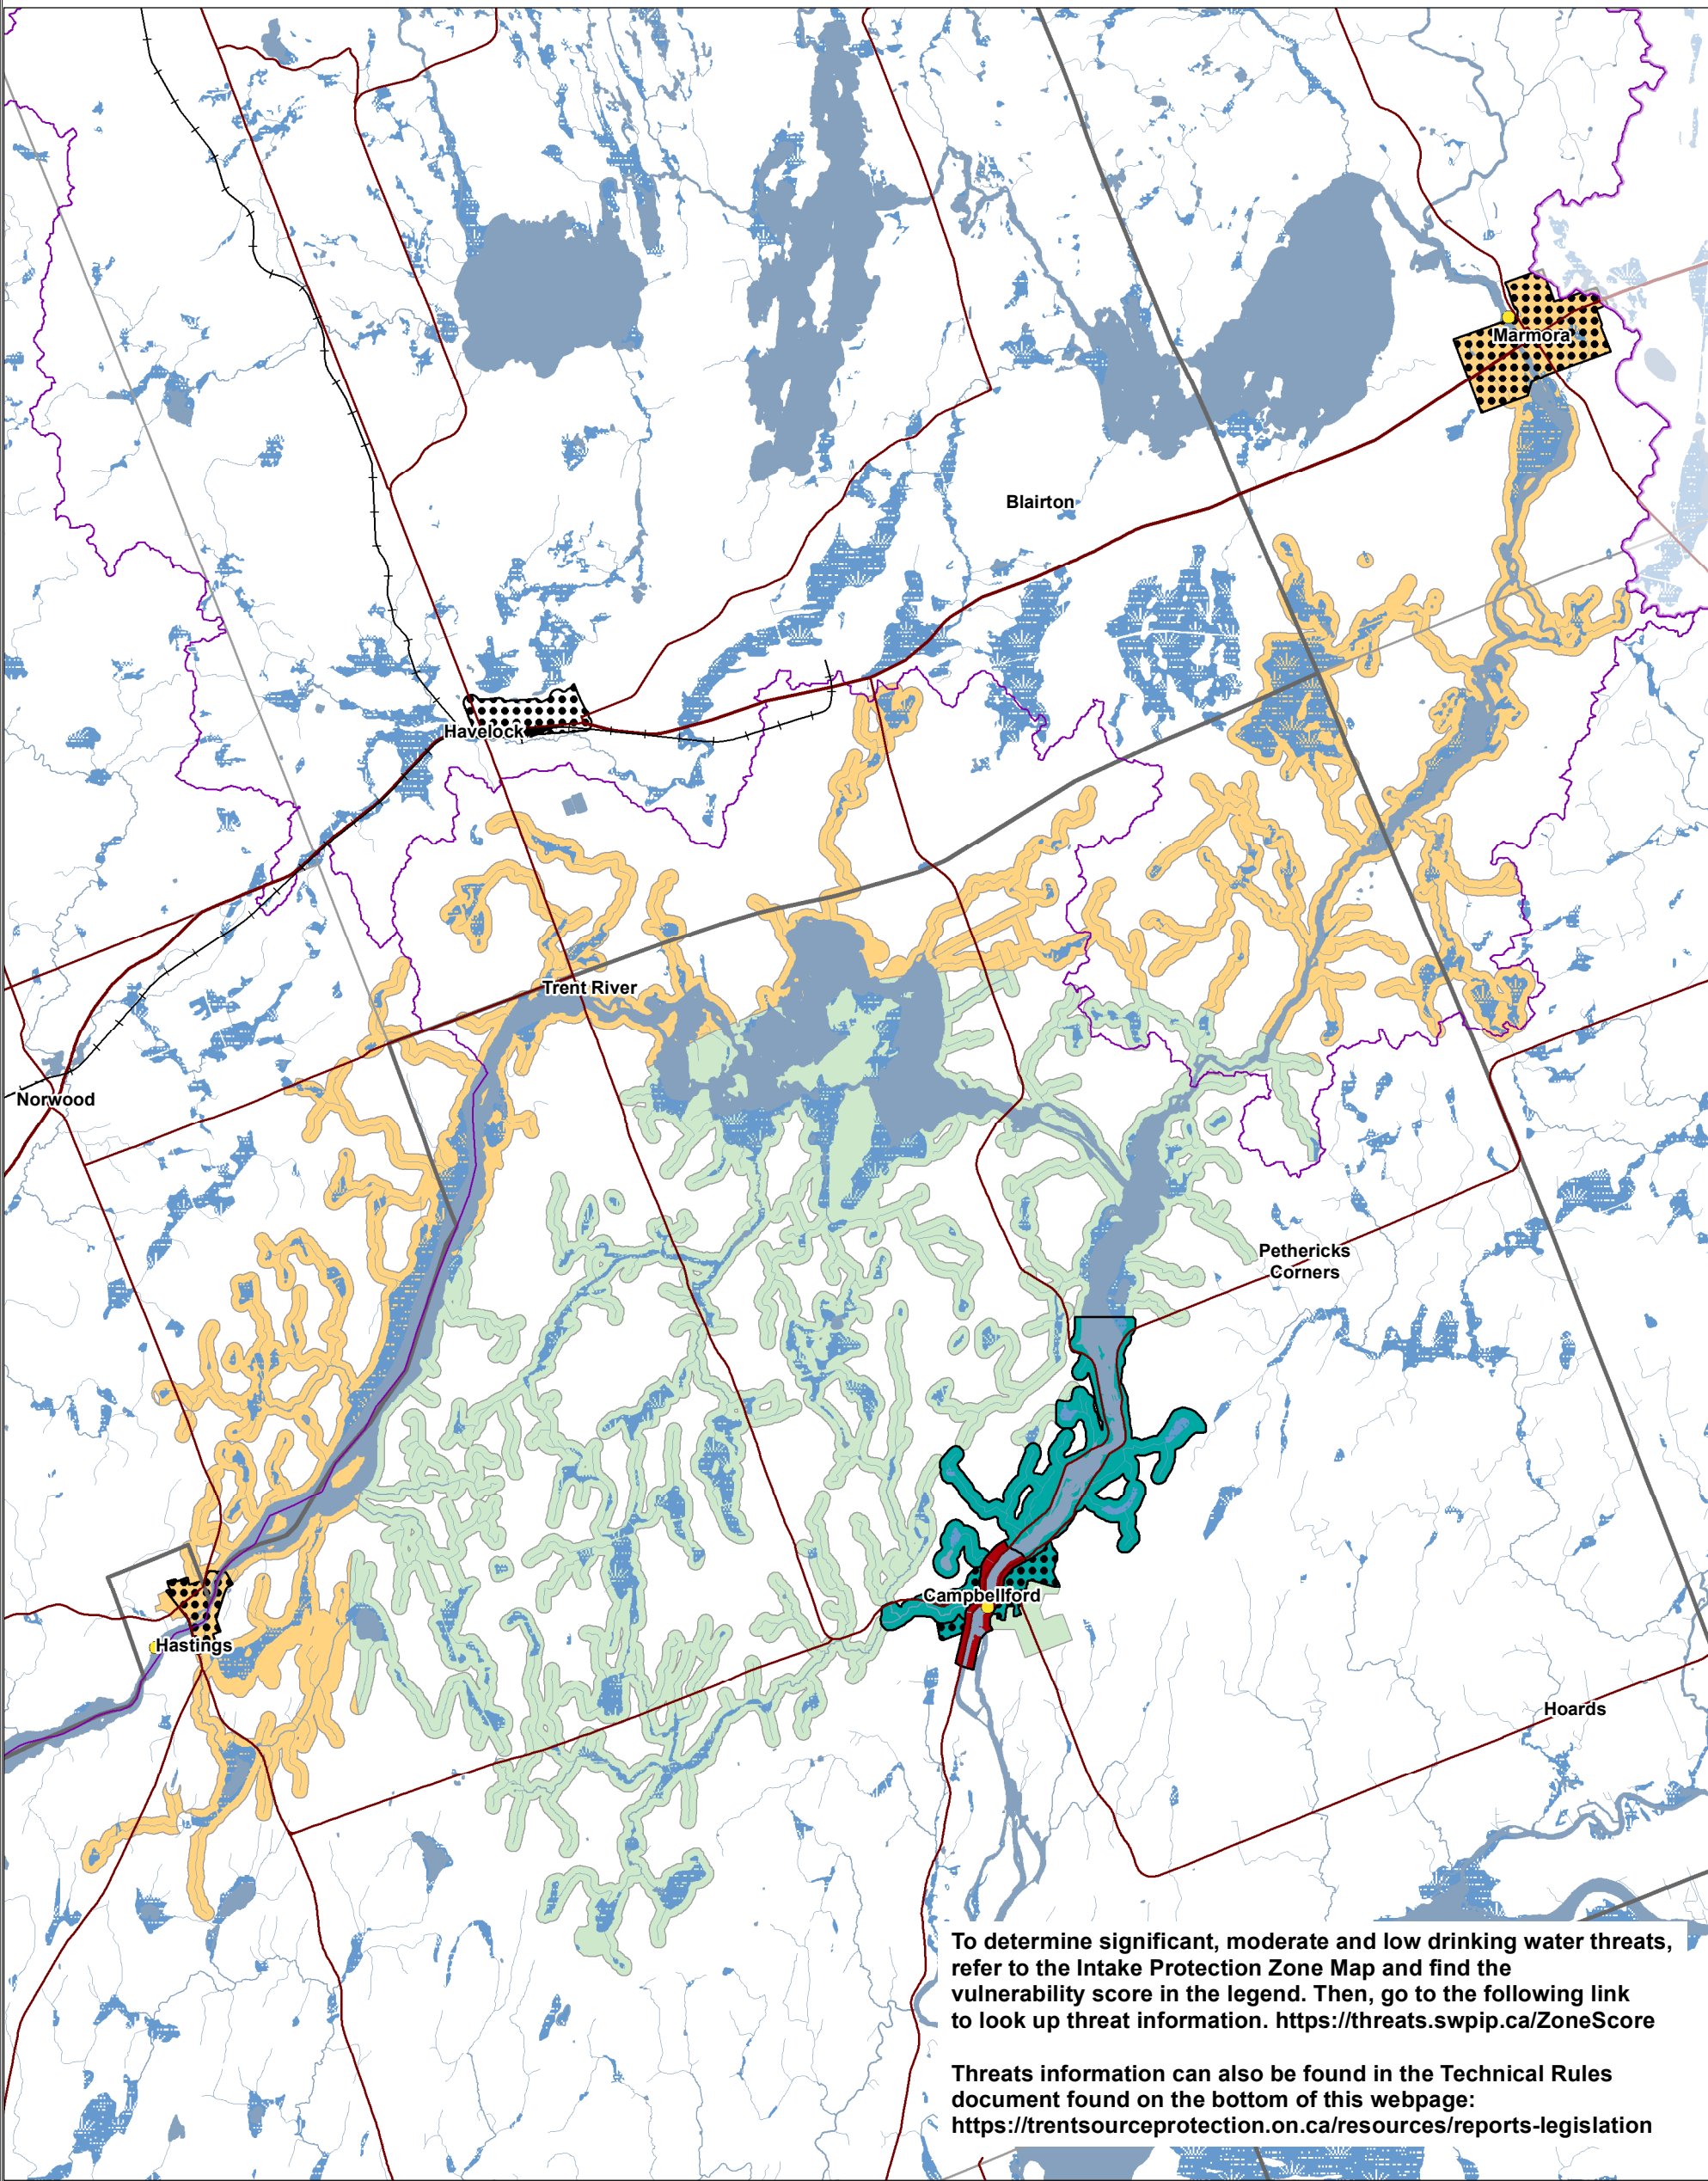 Marmora
Blairton
Havelock
Trent River
Norwood
Pethericks
Corners
Campbellford
Hastings
Hoards
To determine significant, moderate and low drinking water threats,
refer to the Intake Protection Zone Map and find the
vulnerability score in the legend. Then, go to the following link
to look up threat information. https://threats.swpip.ca/ZoneScore
Threats information can also be found in the Technical Rules
document found on the bottom of this webpage:
https://trentsourceprotection.on.ca/resources/reports-legislation